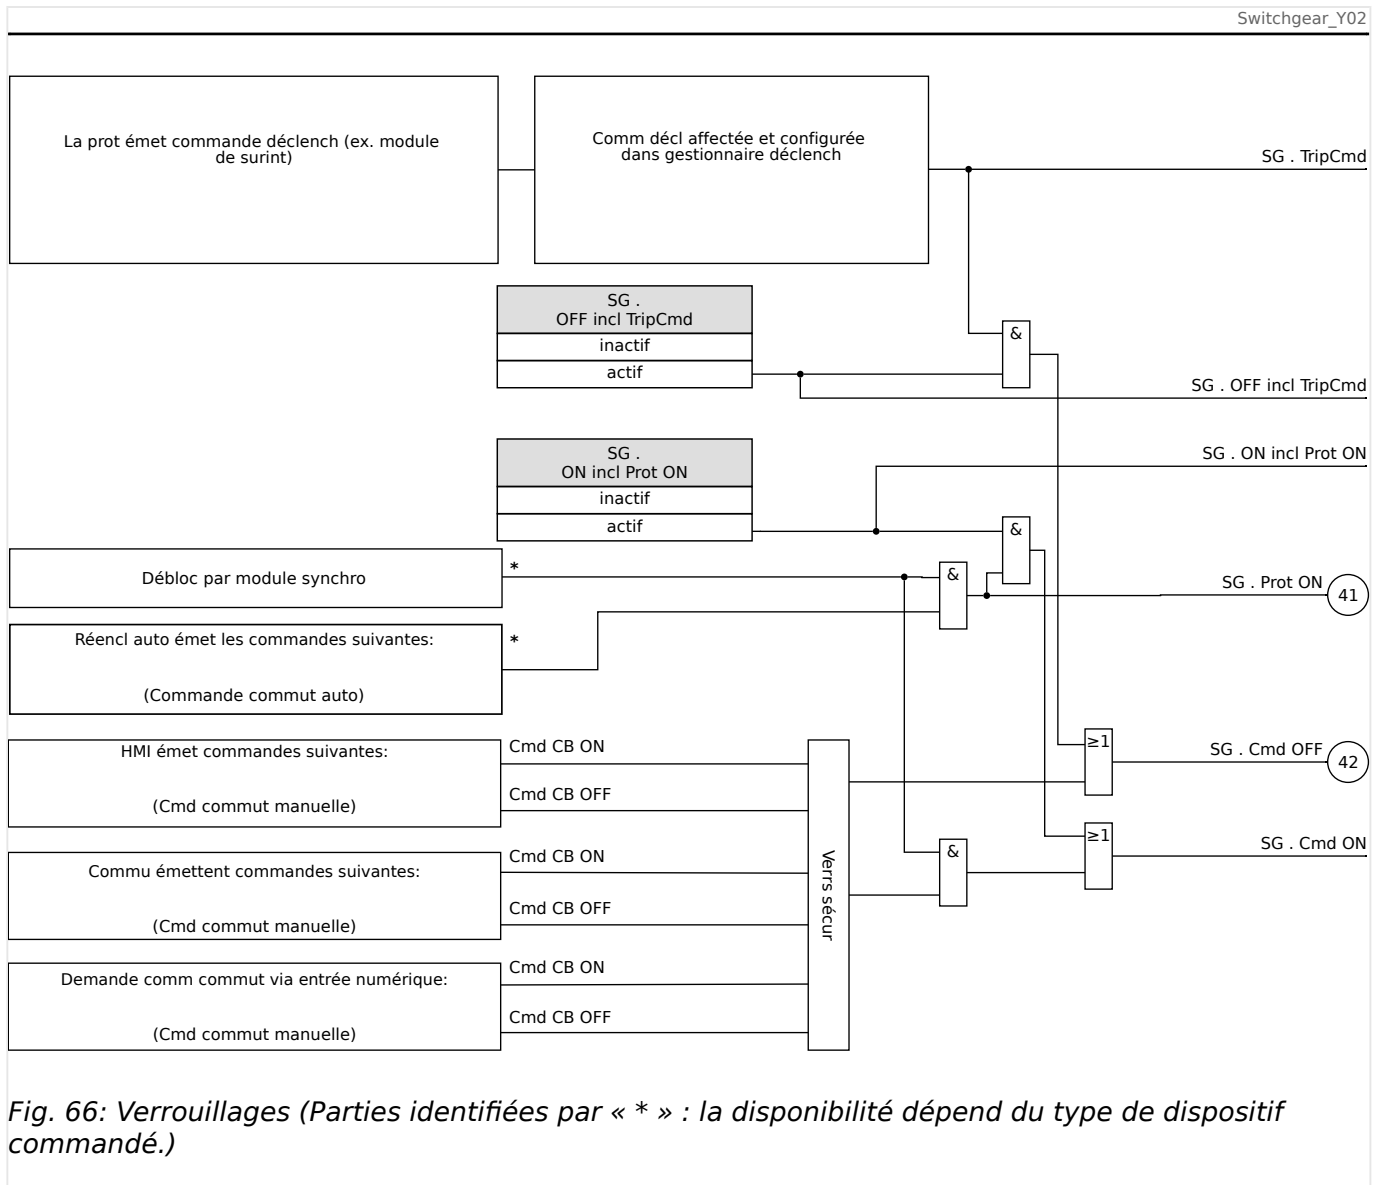 Switchgear_Y02
La prot émet commande déclench (ex. module
de surint)
Comm décl affectée et configurée
dans gestionnaire déclench
SG . TripCmd
SG .
OFF incl TripCmd
inactif
actif
&
SG . OFF incl TripCmd
SG .
ON incl Prot ON
inactif
actif
SG . ON incl Prot ON
&
Débloc par module synchro
*
&
SG . Prot ON
41
Réencl auto émet les commandes suivantes:
(Commande commut auto)
*
HMI émet commandes suivantes:
(Cmd commut manuelle)
Cmd CB ON
Cmd CB OFF
≥1
SG . Cmd OFF
42
Commu émettent commandes suivantes:
(Cmd commut manuelle)
Cmd CB ON
Cmd CB OFF
Verrs sécur
&
≥1
SG . Cmd ON
Demande comm commut via entrée numérique:
(Cmd commut manuelle)
Cmd CB ON
Cmd CB OFF
Fig. 66: Verrouillages (Parties identifiées par « * » : la disponibilité dépend du type de dispositif
commandé.)